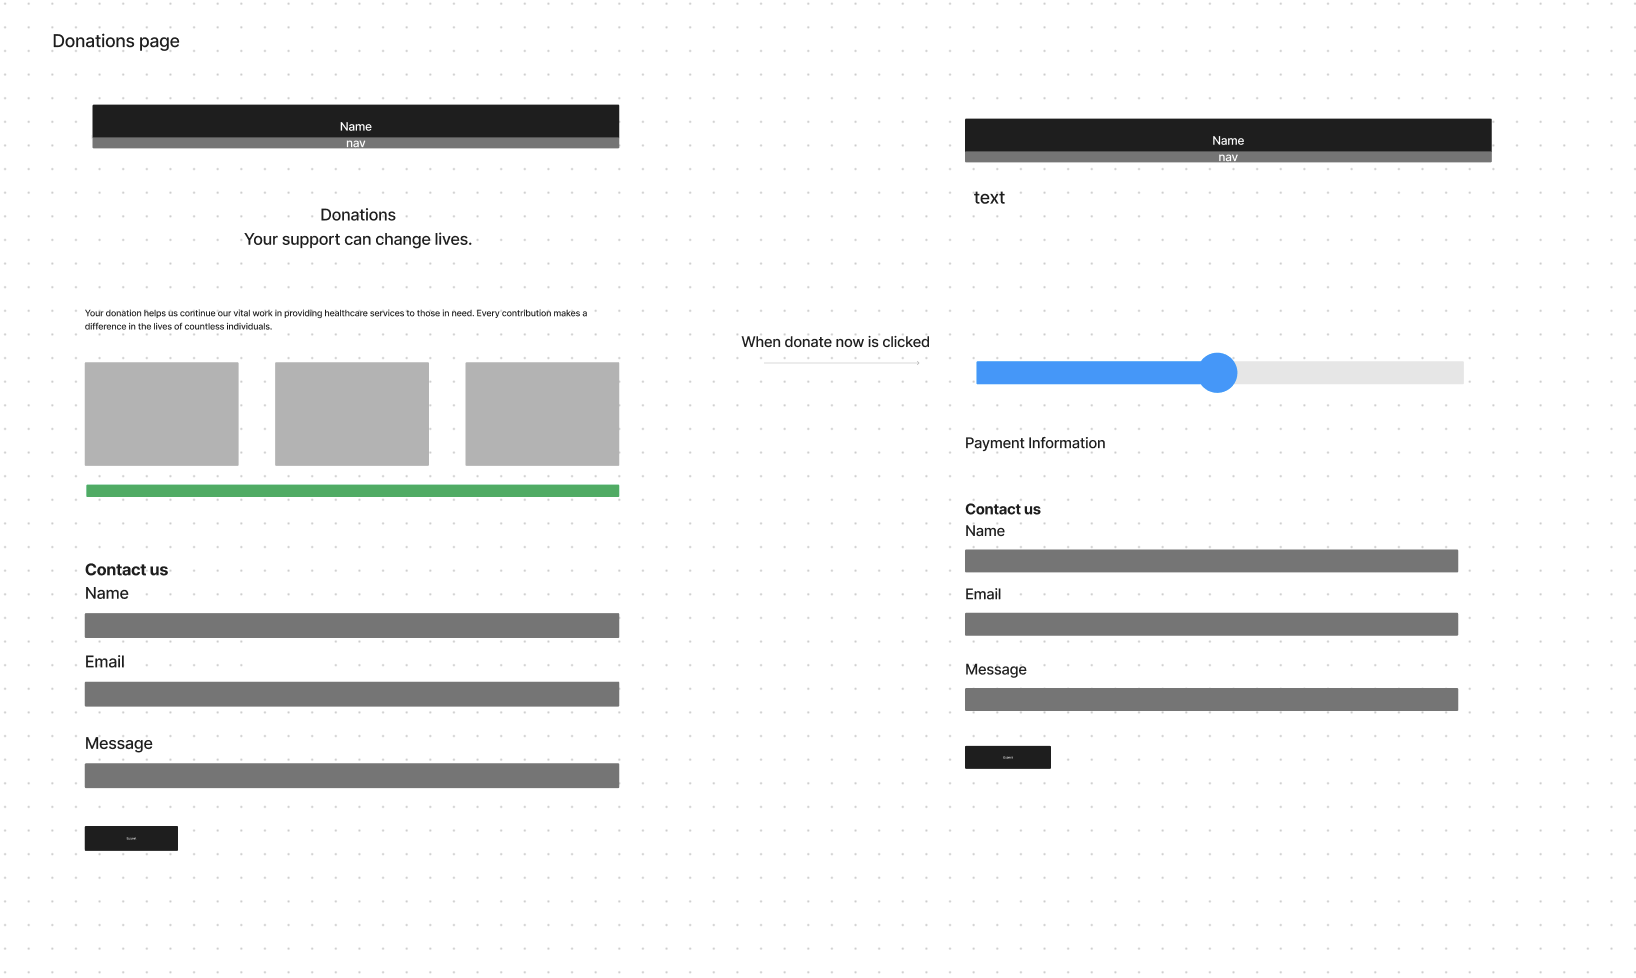 Donations page
Name
nav
Donations
Your support can change lives.
Your donation helps us continue our vital work in providing healthcare services to those in need. Every contribution makes a
difference in the lives of countless individuals.
Contact us
Name
Email
Message
When donate now is clicked
Name
nav
text
Payment Information
Contact us
Name
Email
Message